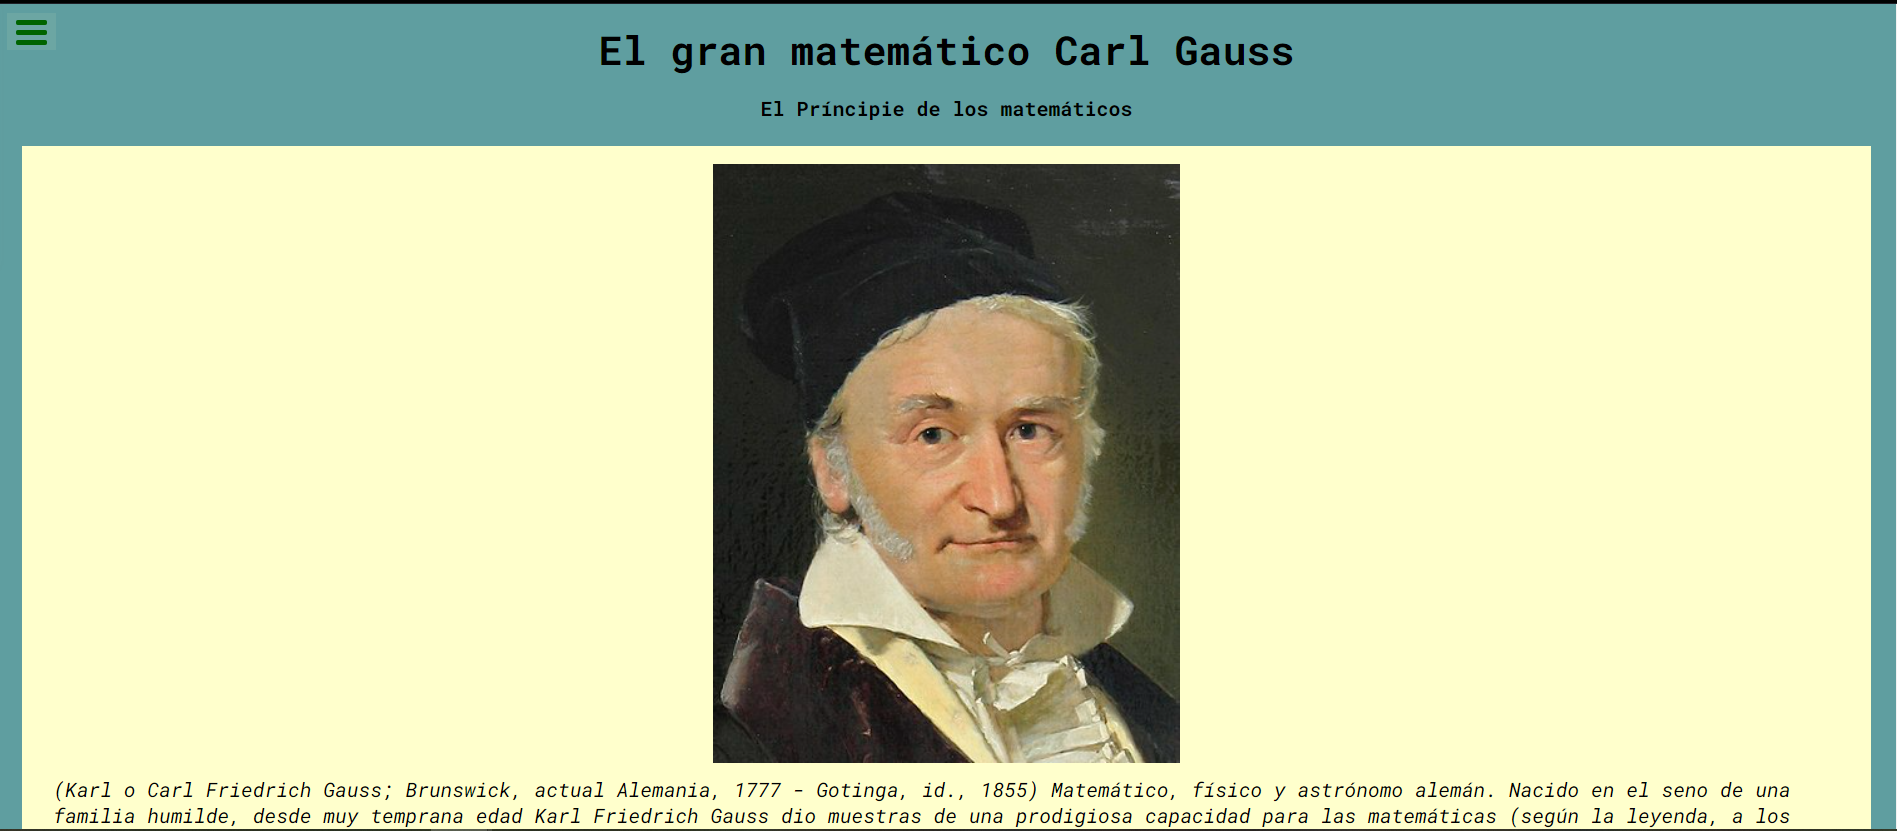 El gran matemático Carl Gauss
El Príncipie de los matemáticos
(Karl o Carl Friedrich Gauss; Brunswick, actual Alemania, 1777 - Gotinga, id., 1855) Matemático, físico y astrónomo alemán. Nacido en el seno de una
familia humilde, desde muy temprana edad Karl Friedrich Gauss dio muestras de una prodigiosa capacidad para las matemáticas (según la leyenda, a los